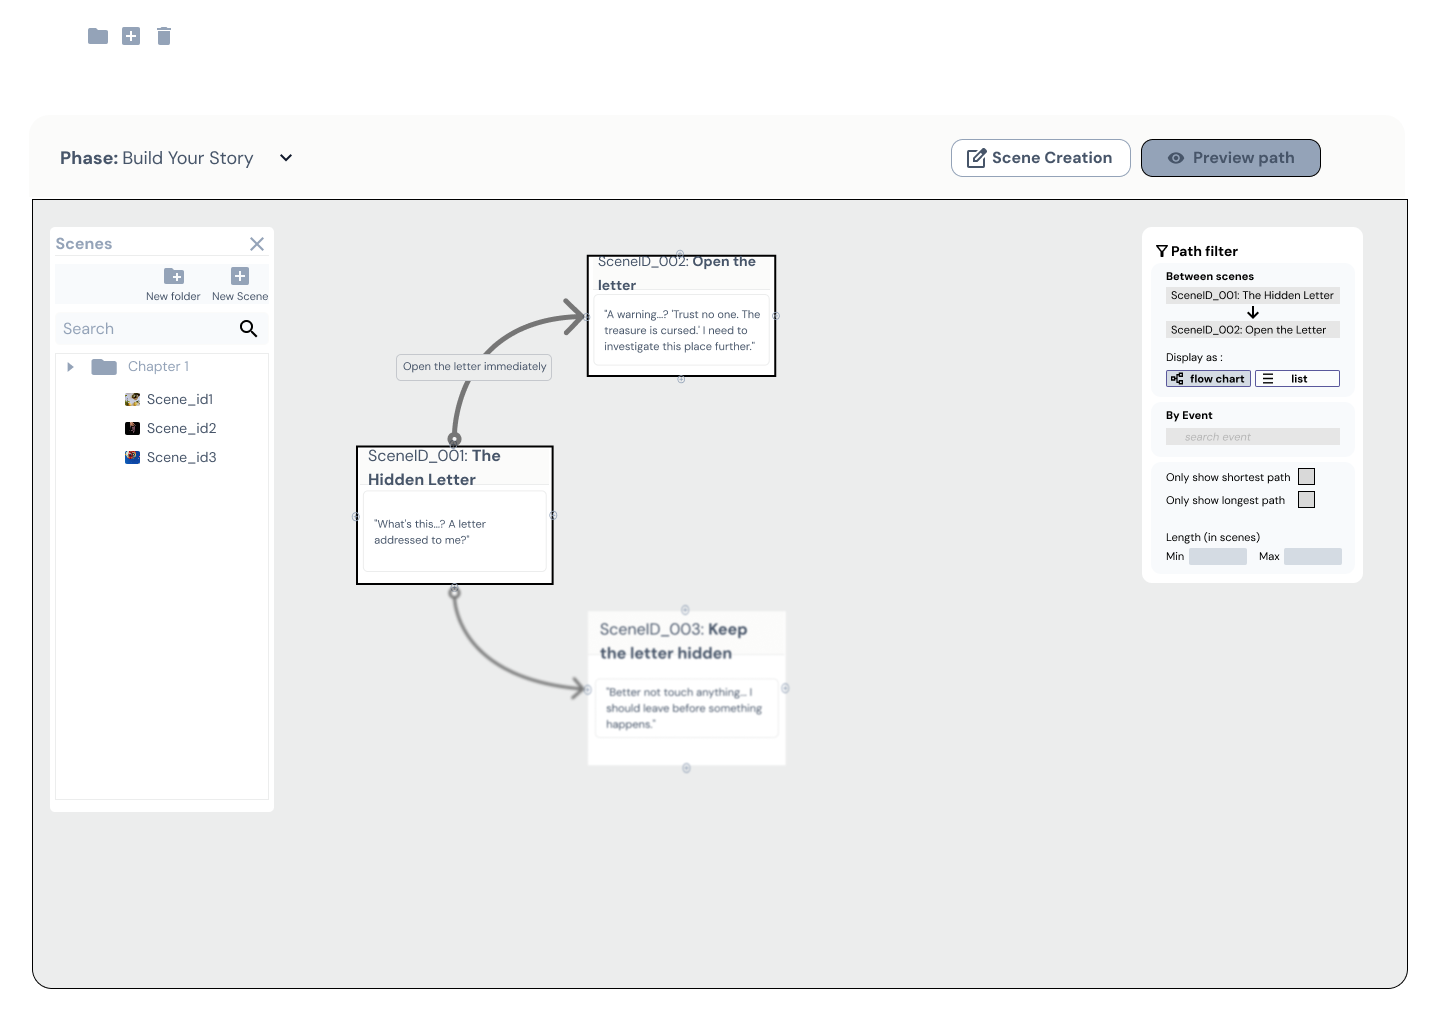 Phase: Build Your Story
Scene Creation
Preview path
Scenes
New folder
New Scene
Search
Chapter 1
Scene_id1
Scene_id2
Scene_id3
SceneID_002: Open the
letter
"A warning...? 'Trust no one. The
treasure is cursed.' I need to
investigate this place further."
Open the letter immediately
SceneID_001: The
Hidden Letter
"What's this...? A letter
addressed to me?"
SceneID_003: Keep
the letter hidden
"Better not touch anything... I
should leave before something
happens."
Path filter
Between scenes
SceneID_001: The Hidden Letter
SceneID_002: Open the Letter
Display as :
flow chart
list
By Event
search event
Only show shortest path
Only show longest path
Length (in scenes)
Min
Max